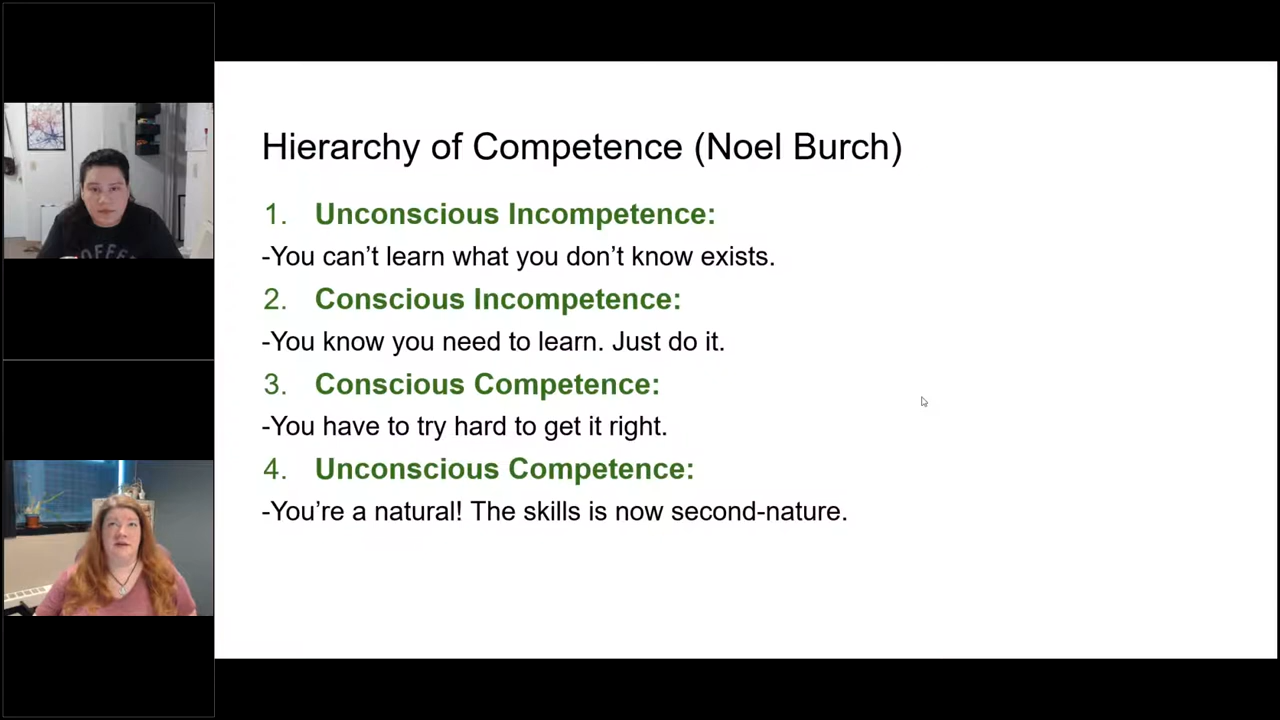 Hierarchy of Competence (Noel Burch)
1. Unconscious Incompetence:
-You can’t learn what you don’t know exists.
2. Conscious Incompetence:
-You know you need to learn. Just do it.
3. Conscious Competence:
-You have to try hard to get it right.
4. Unconscious Competence:
-You’re a natural! The skills is now second-nature.